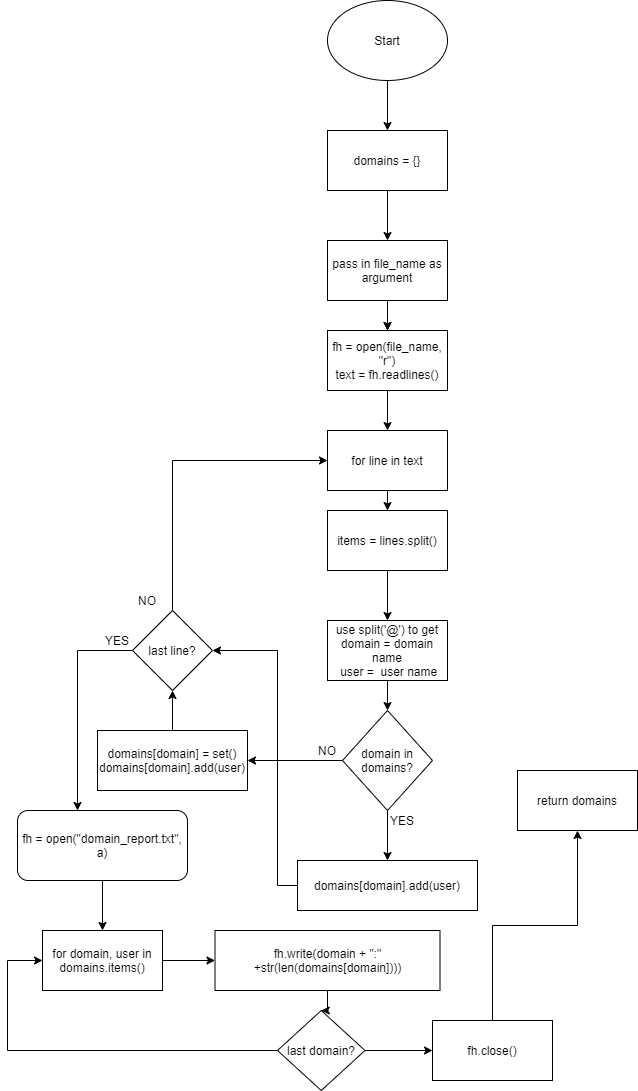 Start
domains = {}
pass in file_name as
argument
fh = open(file_name,
"r")
text = fh.readlines()
for line in text
items = lines.split()
use split('@') to get
domain = domain
name
user =  user name
NO
YES
last line?
domains[domain] = set()
domains[domain].add(user)
NO
domain in
domains?
YES
return domains
fh = open("domain_report.txt",
a)
domains[domain].add(user)
for domain, user in
domains.items()
fh.write(domain + ":"
+str(len(domains[domain])))
last domain?
fh.close()